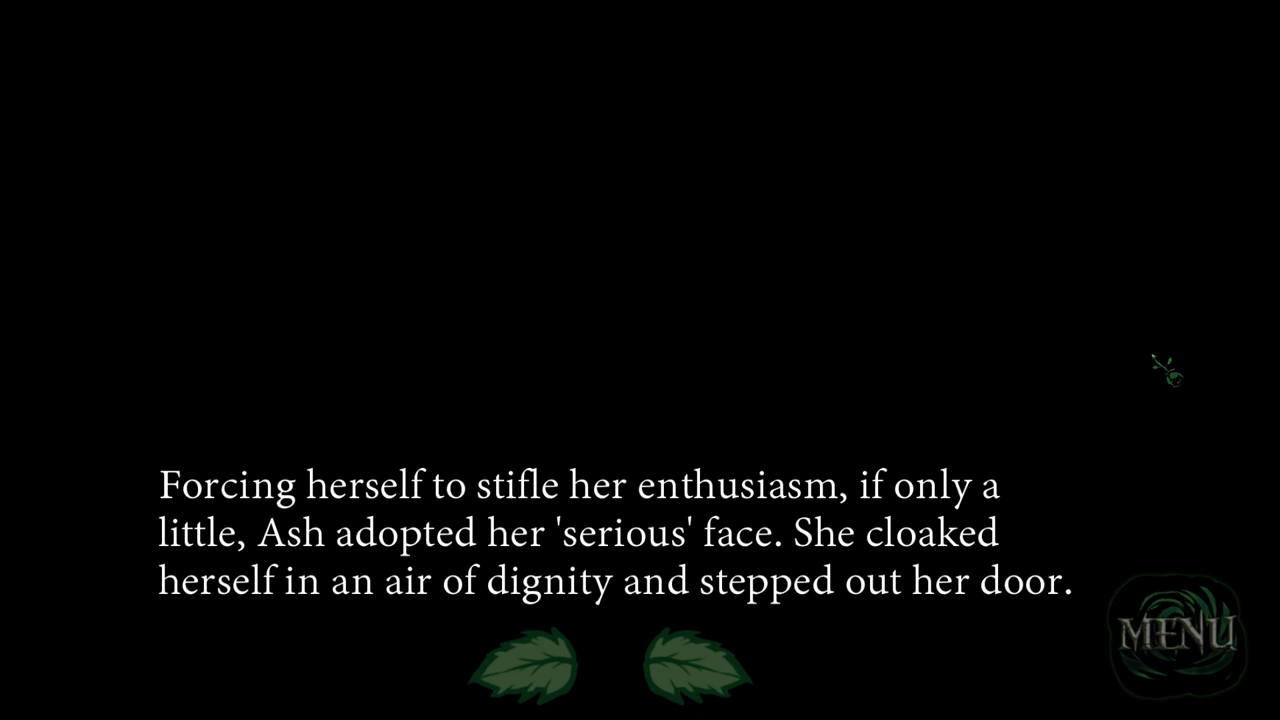 Forcing herself to stifle her enthusiasm, if only a
little, Ash adopted her 'serious' face. She cloaked
herself in an air of dignity and stepped out her door.
MENU